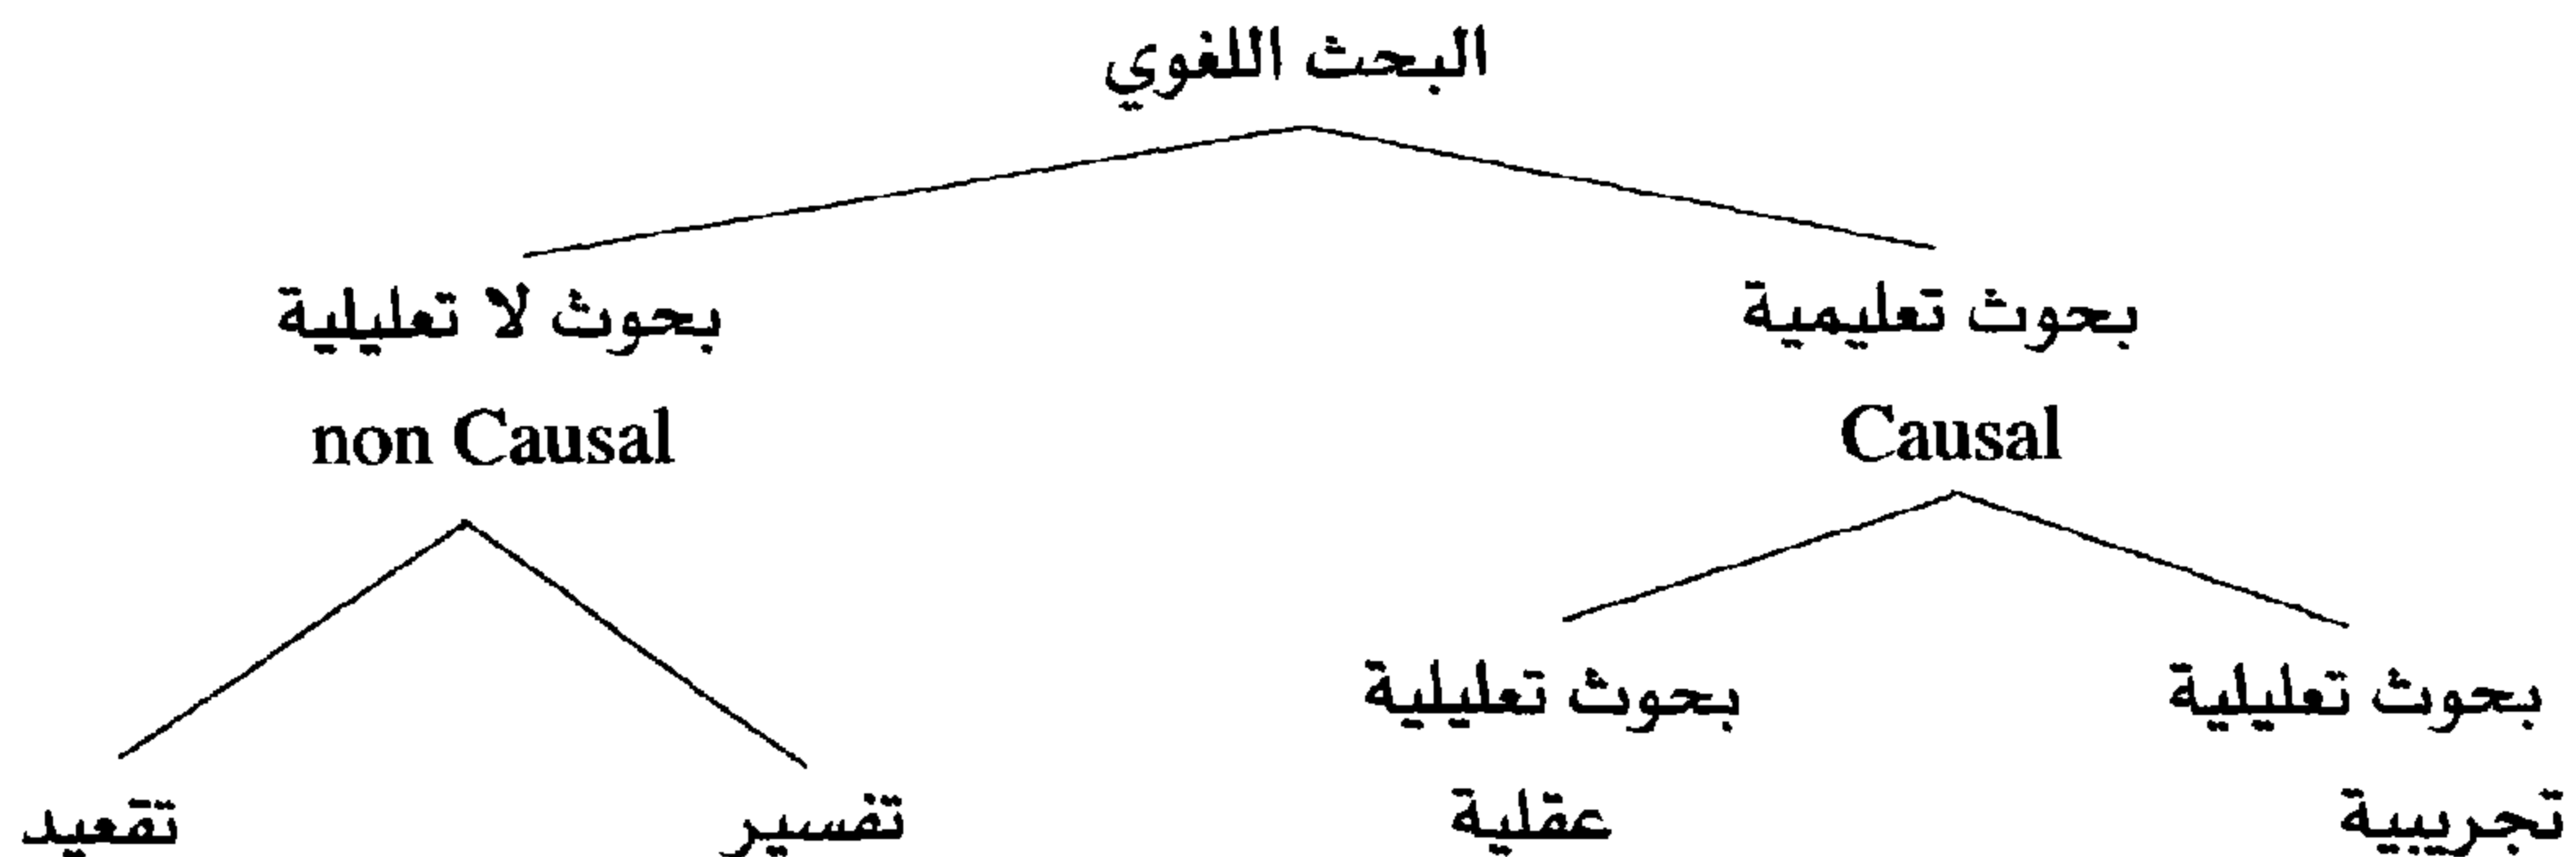 البحث اللغوي
بحوث تعليمية
بحوث لا تعليلية
Causal
non Causal
بحوث تعليلية
بحوث تعليلية
تجريبية
عقلية
تفسير
تقعيد